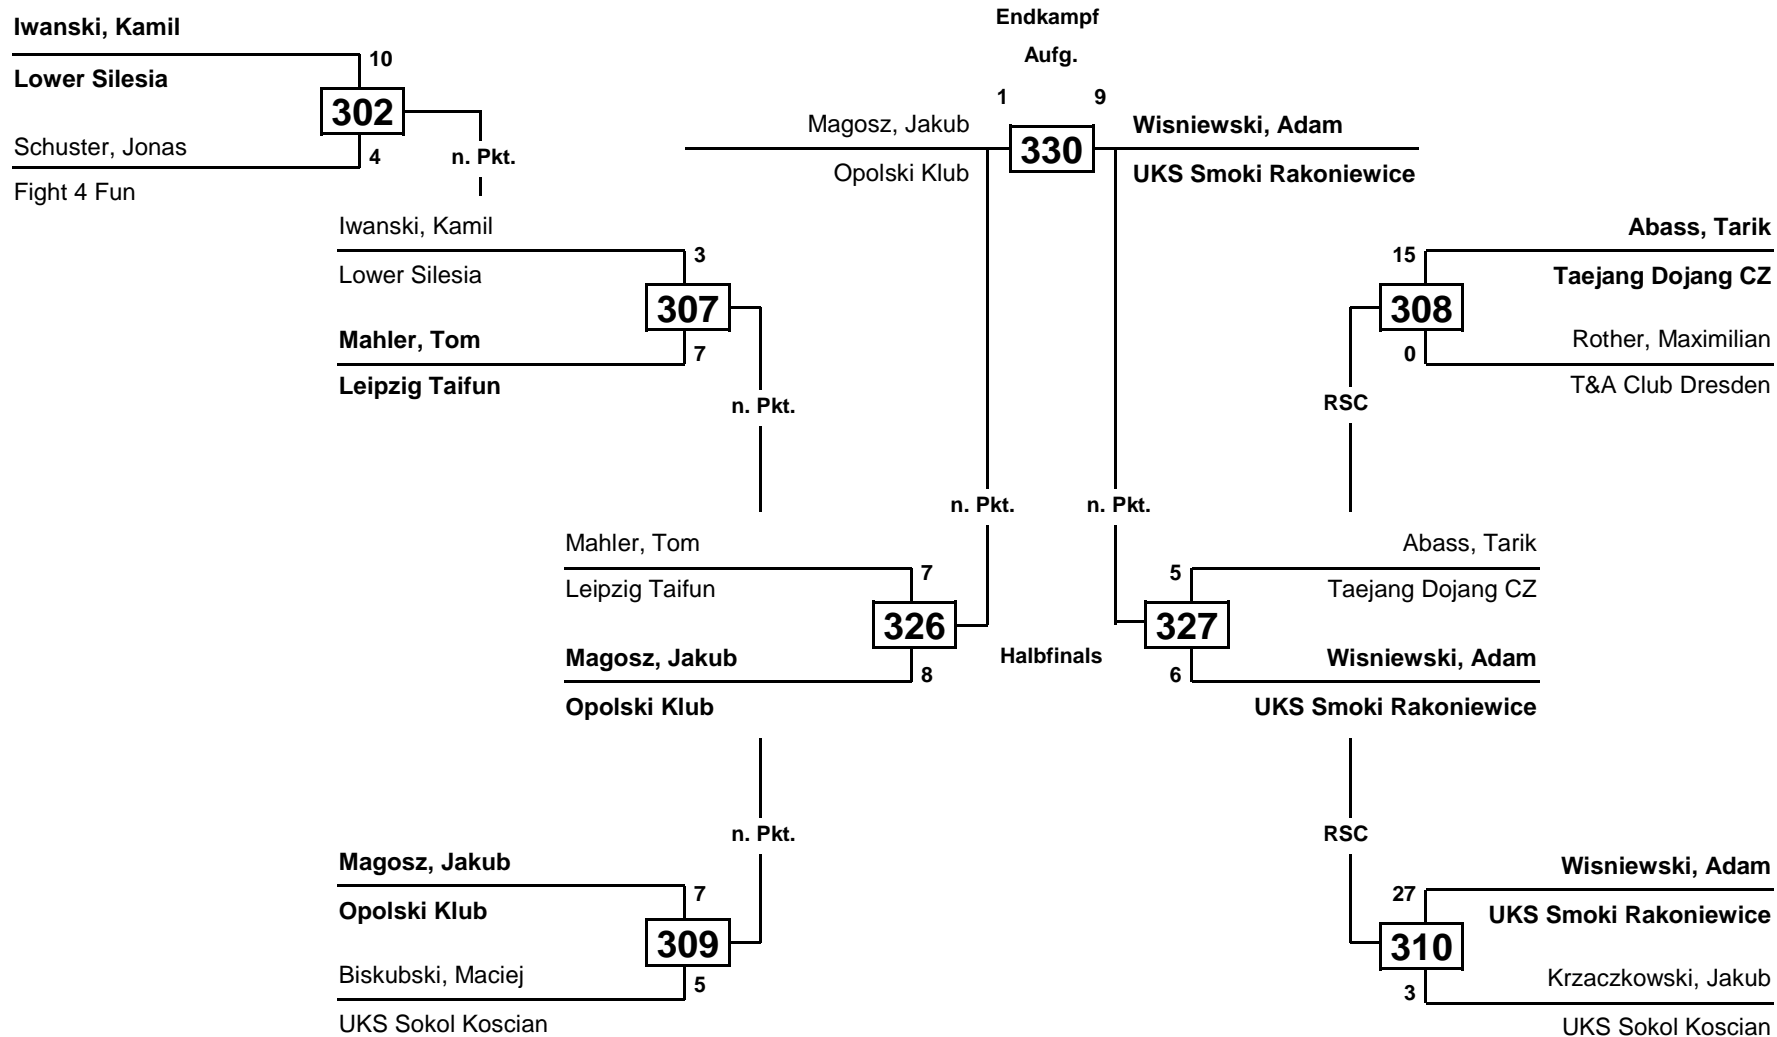 Iwanski, Kamil
10
Lower Silesia
302
Schuster, Jonas
4
n. Pkt.
Fight 4 Fun
Endkampf
Aufg.
1
9
Magosz, Jakub
330
Wisniewski, Adam
Opolski Klub
UKS Smoki Rakoniewice
Iwanski, Kamil
3
Lower Silesia
307
Mahler, Tom
7
Leipzig Taifun
n. Pkt.
Abass, Tarik
15
Taejang Dojang CZ
308
Rother, Maximilian
0
T&A Club Dresden
RSC
n. Pkt.
n. Pkt.
Mahler, Tom
7
Leipzig Taifun
326
Magosz, Jakub
8
Opolski Klub
Halbfinals
Abass, Tarik
5
Taejang Dojang CZ
327
Wisniewski, Adam
6
UKS Smoki Rakoniewice
n. Pkt.
RSC
Magosz, Jakub
7
Opolski Klub
309
Biskubski, Maciej
5
UKS Sokol Koscian
Wisniewski, Adam
27
UKS Smoki Rakoniewice
310
Krzaczkowski, Jakub
3
UKS Sokol Koscian